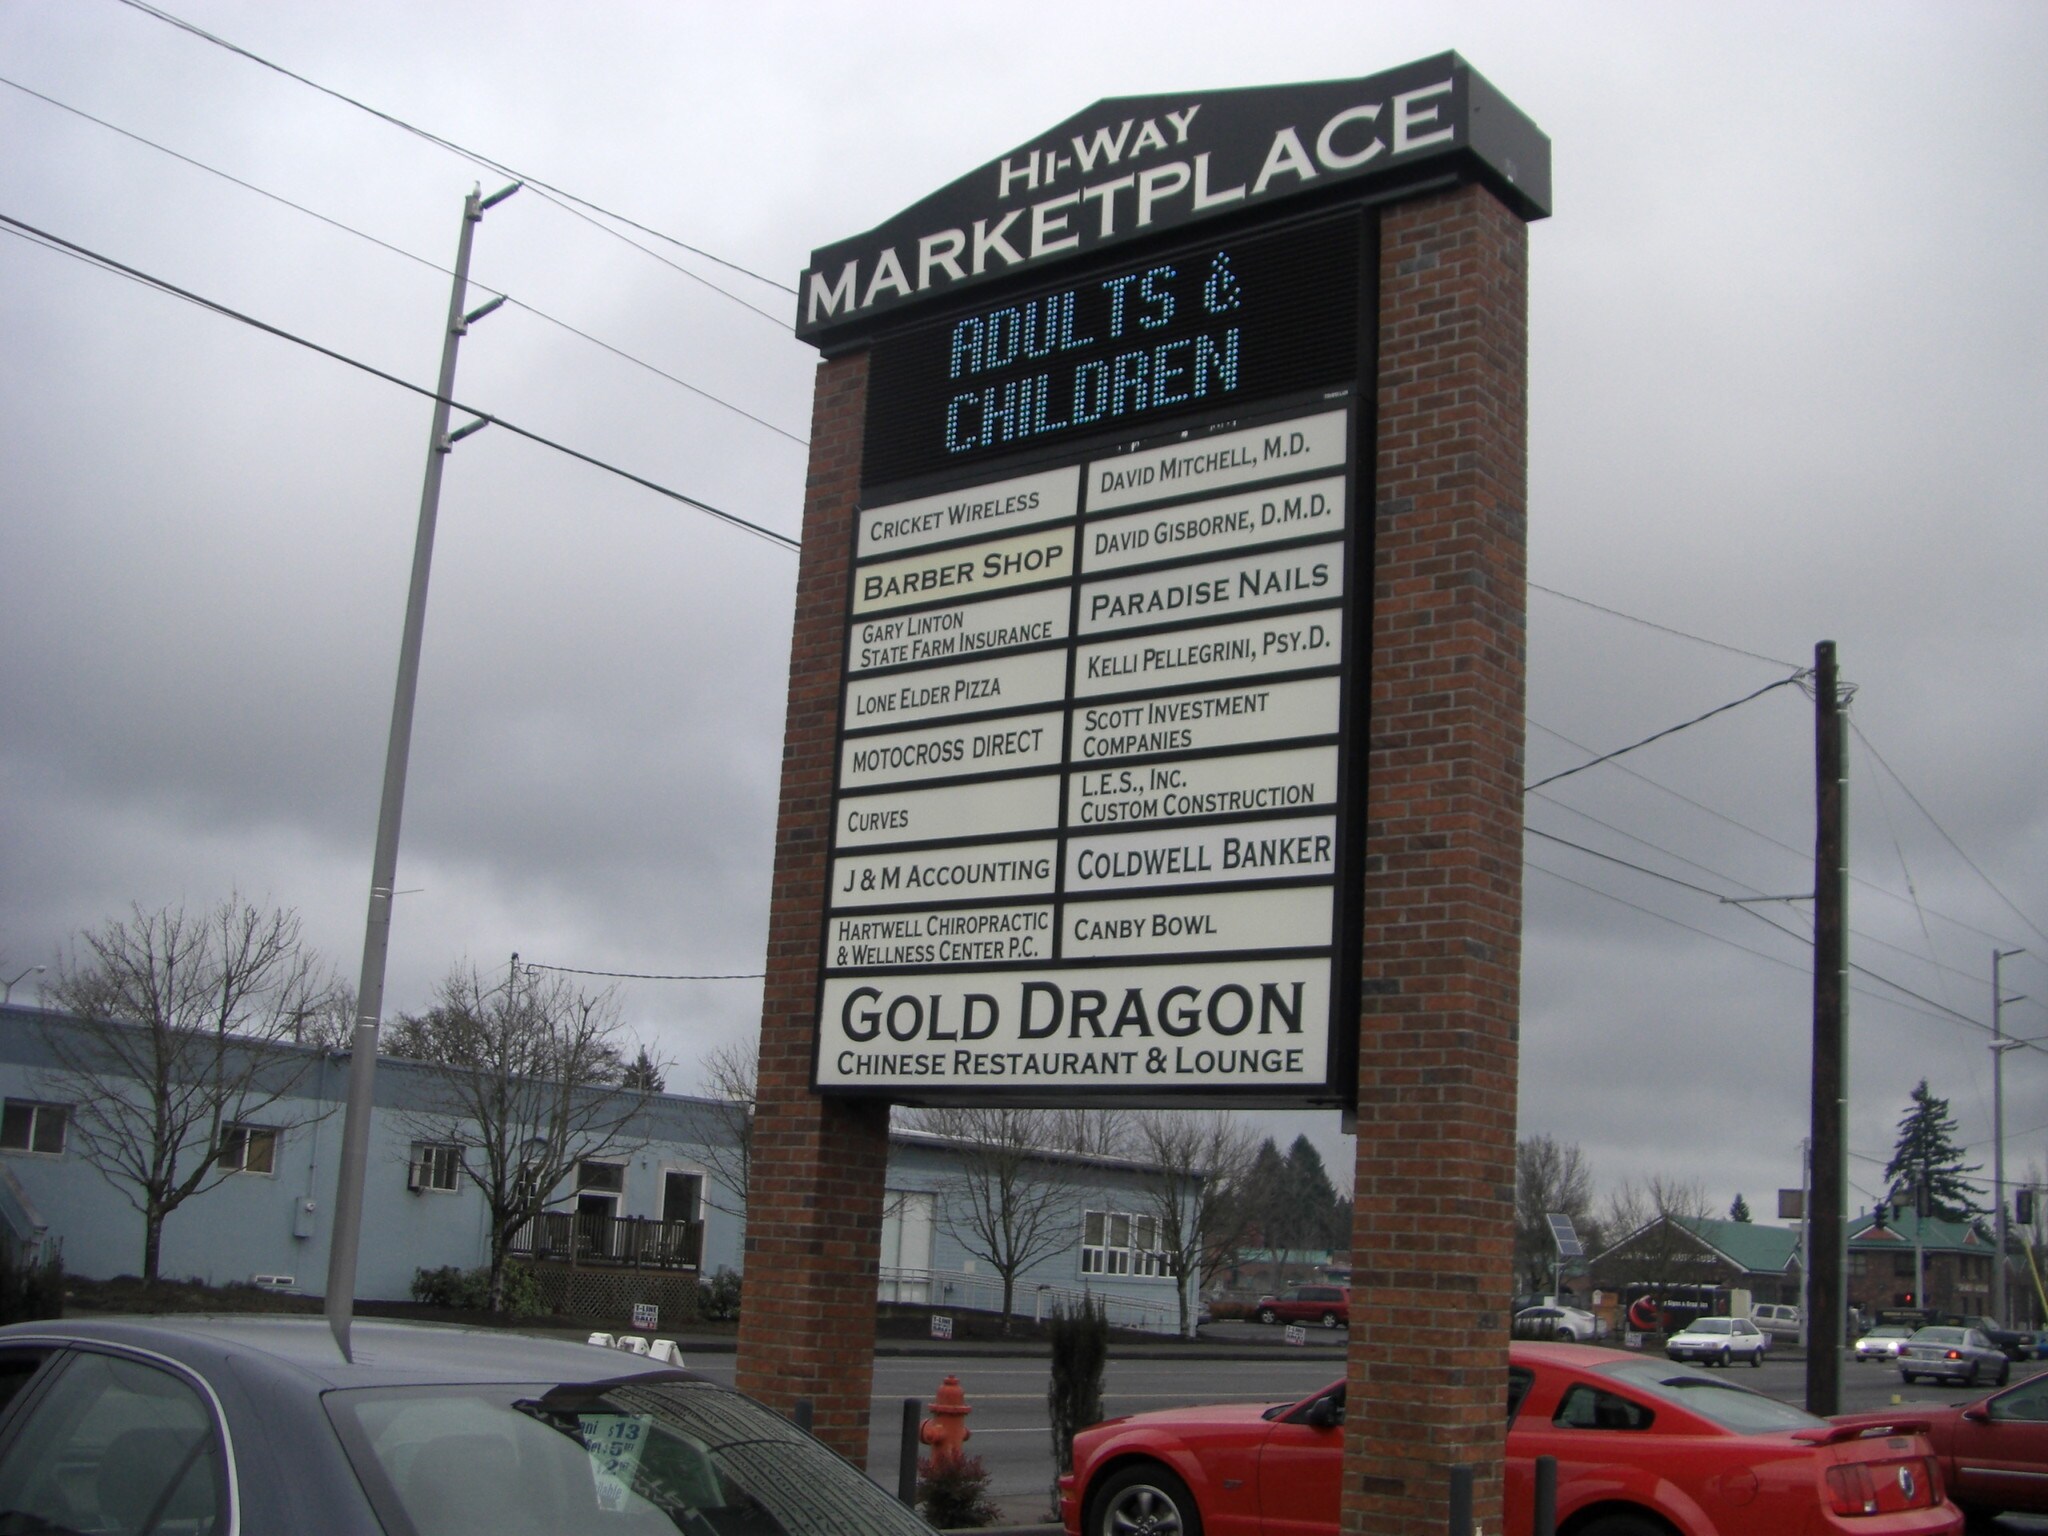 HI-WAY
MARKETPLACE
ADULTS &
CHILDREN
CRICKET WIRELESS
BARBER SHOP
GARY LINTON
STATE FARM INSURANCE
LONE ELDER PIZZA
MOTOCROSS DIRECT
CURVES
J & M ACCOUNTING
HARTWELL CHIROPRACTIC
& WELLNESS CENTER P.C.
DAVID MITCHELL, M.D.
DAVID GISBORNE, D.M.D.
PARADISE NAILS
KELLI PELLEGRINI, PSY.D.
SCOTT INVESTMENT
COMPANIES
L.E.S., INC.
CUSTOM CONSTRUCTION
COLDWELL BANKER
CANBY BOWL
GOLD DRAGON
CHINESE RESTAURANT & LOUNGE
T-LINE
$13